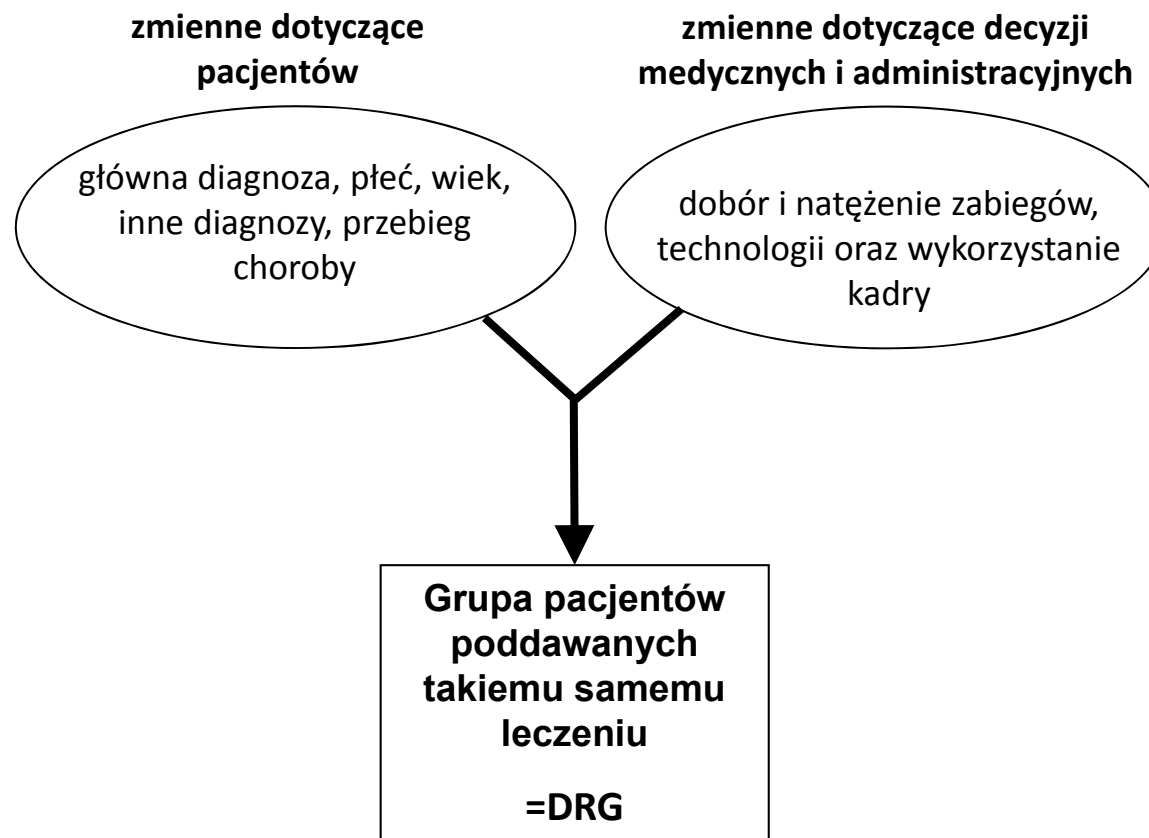 zmienne dotyczące
pacjentów
zmienne dotyczące decyzji
medycznych i administracyjnych
główna diagnoza, płeć, wiek,
inne diagnozy, przebieg
choroby
dobór i natężenie zabiegów,
technologii oraz wykorzystanie
kadry
Grupa pacjentów
poddawanych
takiemu samemu
leczeniu
=DRG